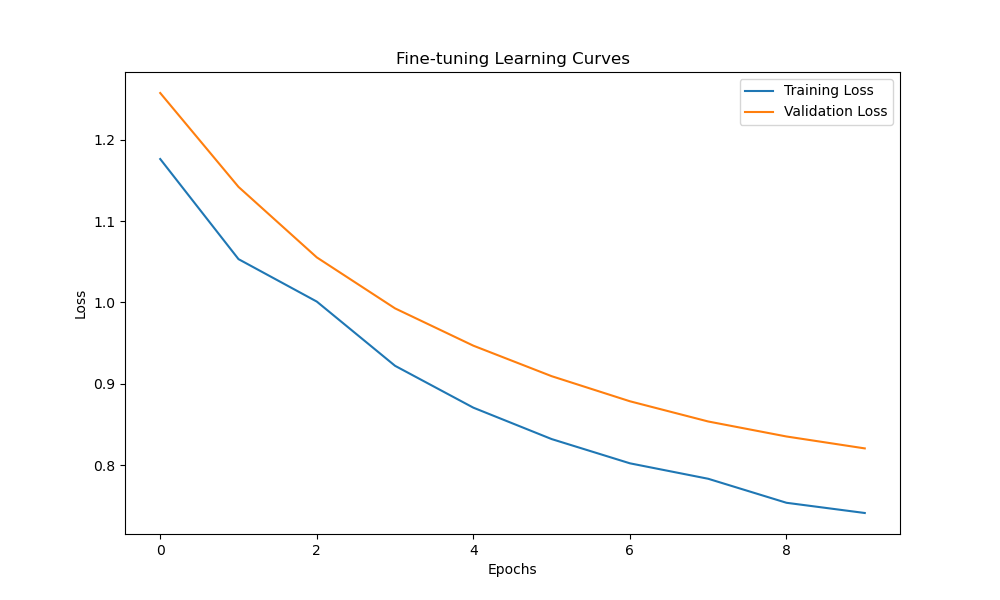 Fine-tuning Learning Curves
Training Loss
Validation Loss
1.2
1.1
1.0
0.9
0.8
Loss
0 2 4 6 8
Epochs